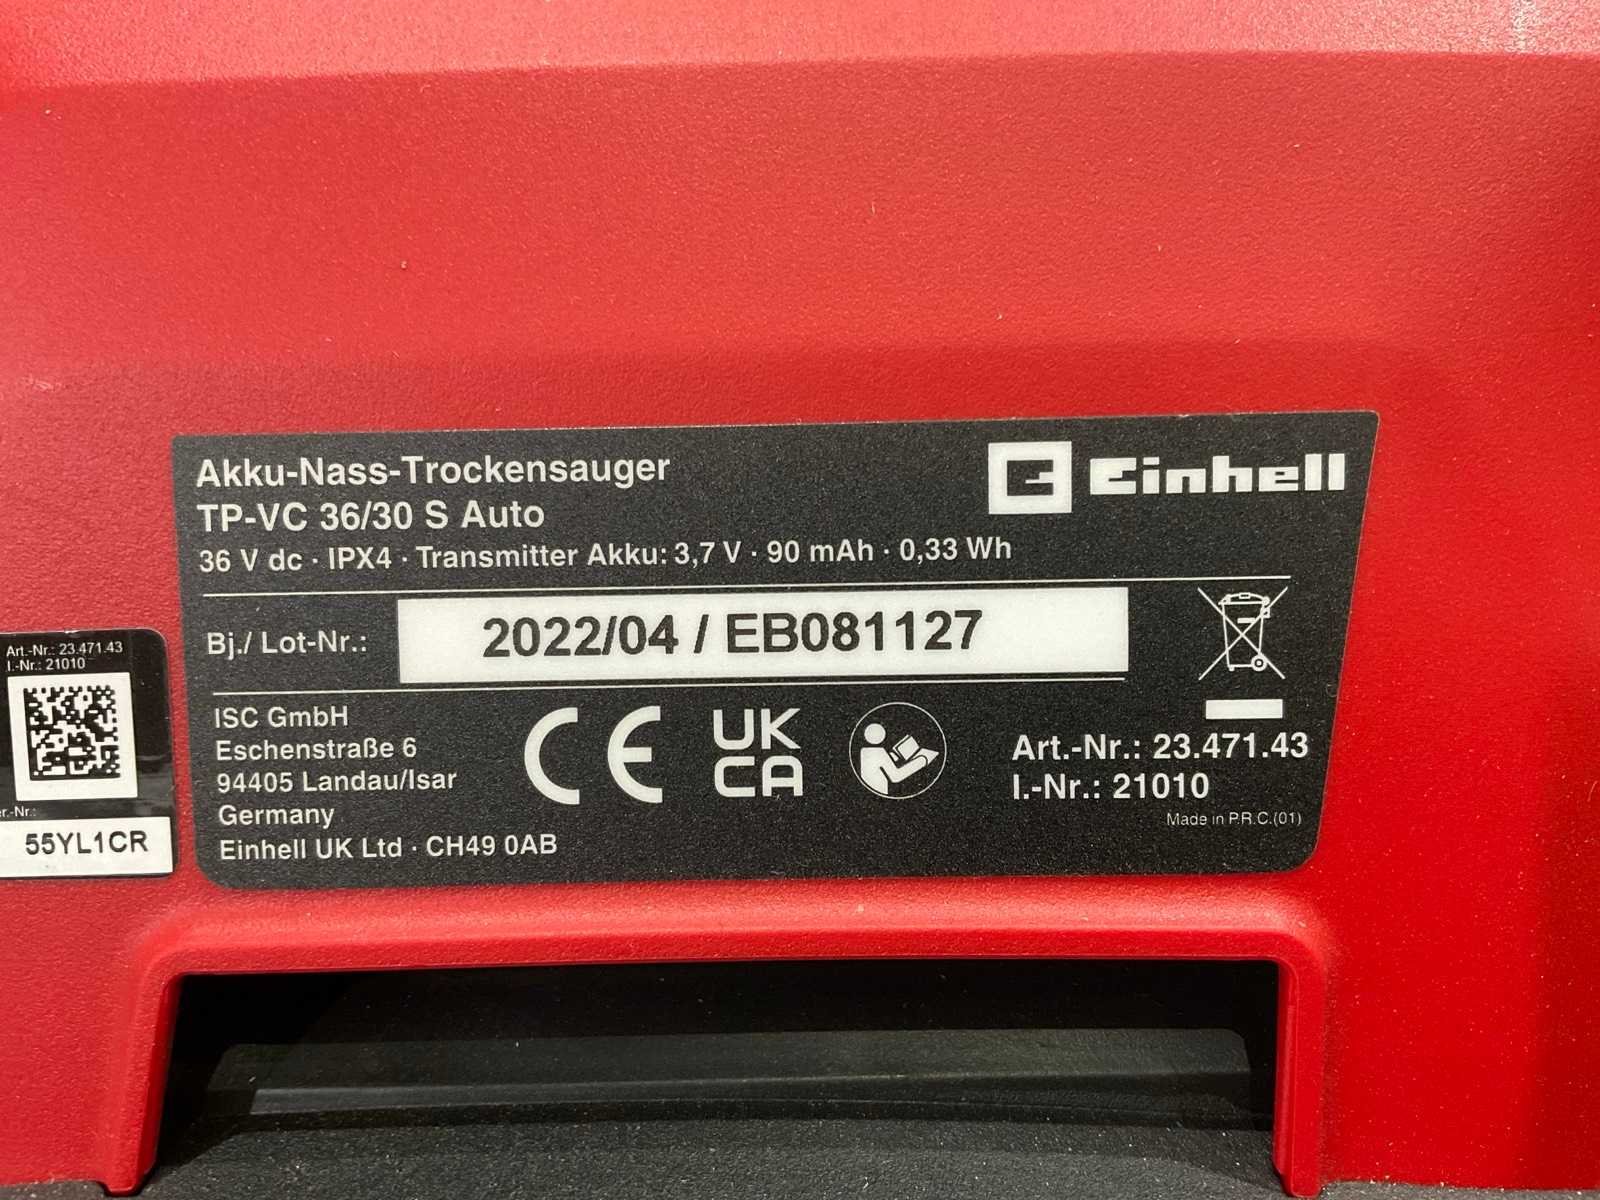 Akku-Nass-Trockensauger
TP-VC 36/30 S Auto
36 V dc · IPX4 · Transmitter Akku: 3,7 V · 90 mAh · 0,33 Wh
Einhell
Bj./ Lot-Nr.:
2022/04 / EB081127
ISC GmbH
Eschenstraße 6
94405 Landau/Isar
Germany
Einhell UK Ltd · CH49 0AB
CE
UK
CA
Art.-Nr.: 23.471.43
I.-Nr.: 21010
Made in P.R.C.(01)
Art.-Nr.: 23.471.43
I.-Nr.: 21010
55YL1CR